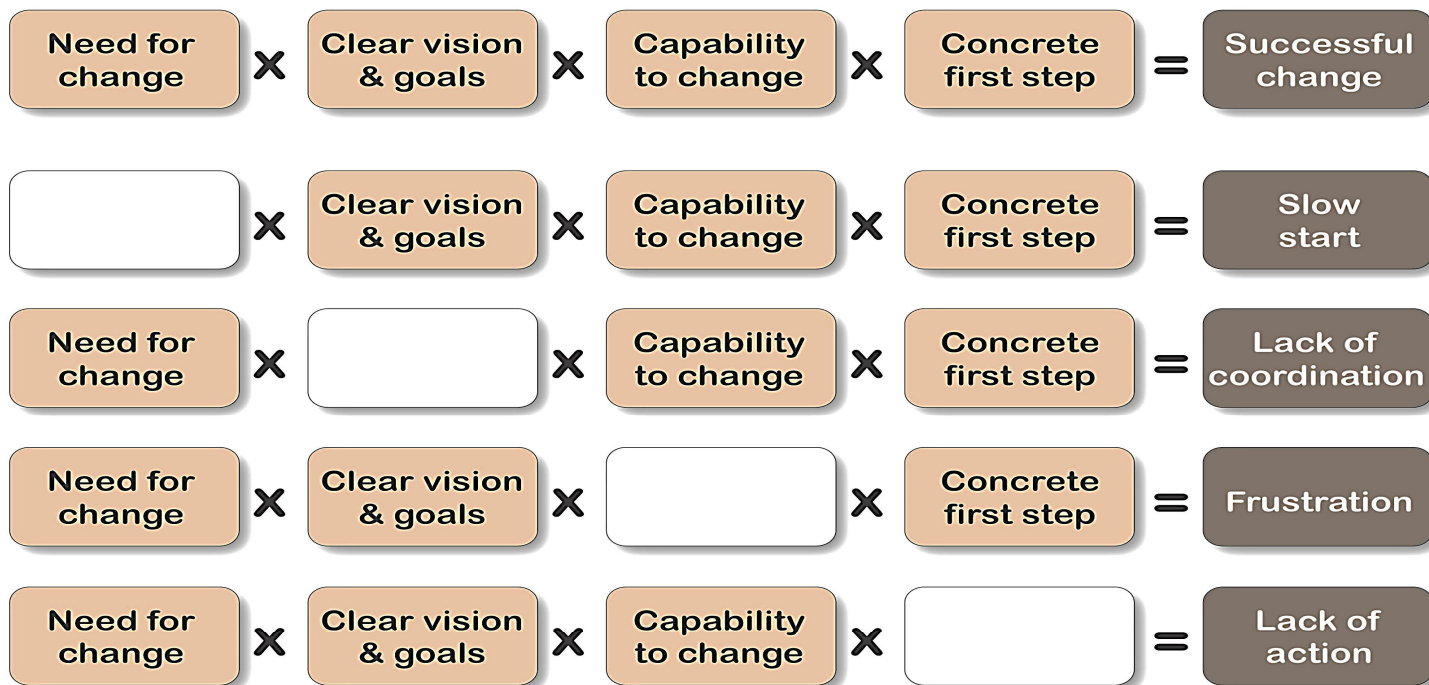 Need for
change
×
Clear vision
& goals
×
Capability
to change
×
Concrete
first step
=
Successful
change
×
Clear vision
& goals
×
Capability
to change
×
Concrete
first step
=
Slow
start
Need for
change
×
×
Capability
to change
×
Concrete
first step
=
Lack of
coordination
Need for
change
×
Clear vision
& goals
×
×
Concrete
first step
=
Frustration
Need for
change
×
Clear vision
& goals
×
Capability
to change
×
=
Lack of
action